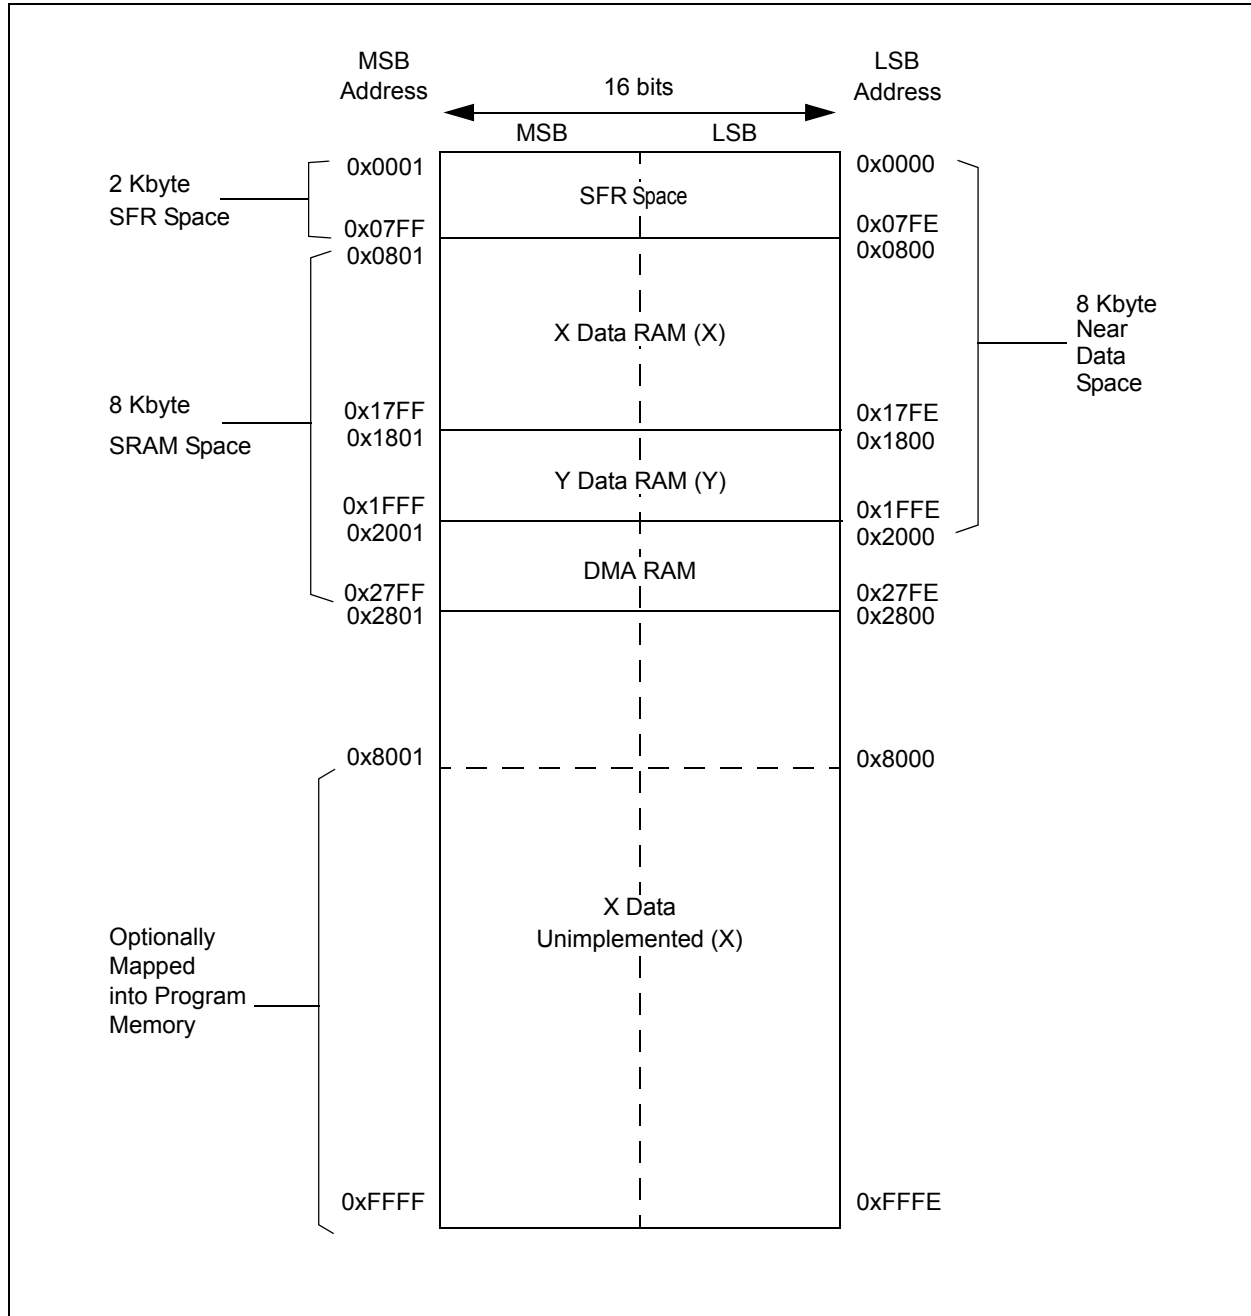 MSB
Address
LSB
Address
16 bits
MSB
LSB
0x0001
0x0000
2 Kbyte
SFR Space
SFR Space
0x07FF
0x07FE
0x0801
0x0800
X Data RAM (X)
8 Kbyte
Near
Data
Space
8 Kbyte
SRAM Space
0x17FF
0x17FE
0x1801
0x1800
Y Data RAM (Y)
0x1FFF
0x1FFE
0x2001
0x2000
DMA RAM
0x27FF
0x27FE
0x2801
0x2800
0x8001
0x8000
X Data
Unimplemented (X)
Optionally
Mapped
into Program
Memory
0xFFFF
0xFFFE